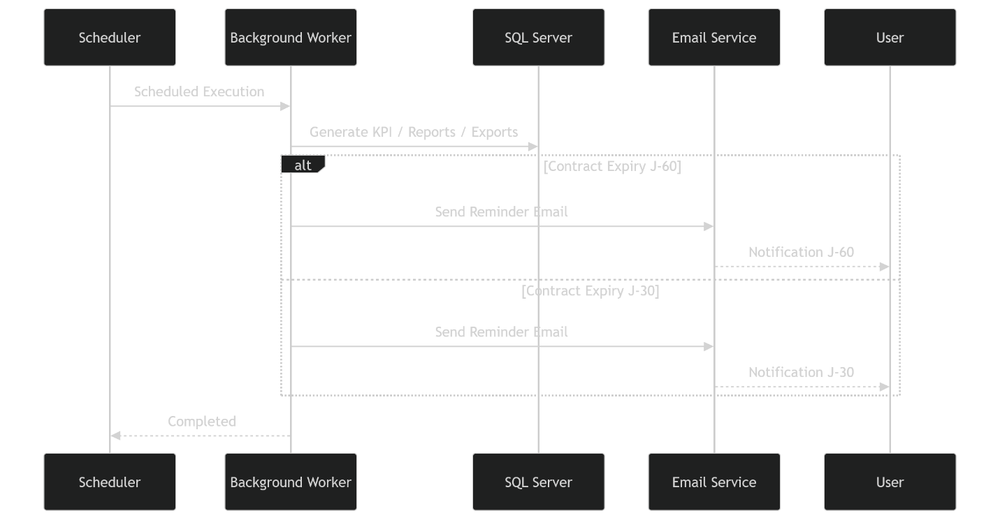 Scheduler
Background Worker
SQL Server
Email Service
User
Scheduled Execution
Generate KPI / Reports / Exports
alt
[Contract Expiry J-60]
Send Reminder Email
Notification J-60
[Contract Expiry J-30]
Send Reminder Email
Notification J-30
Completed
Scheduler
Background Worker
SQL Server
Email Service
User